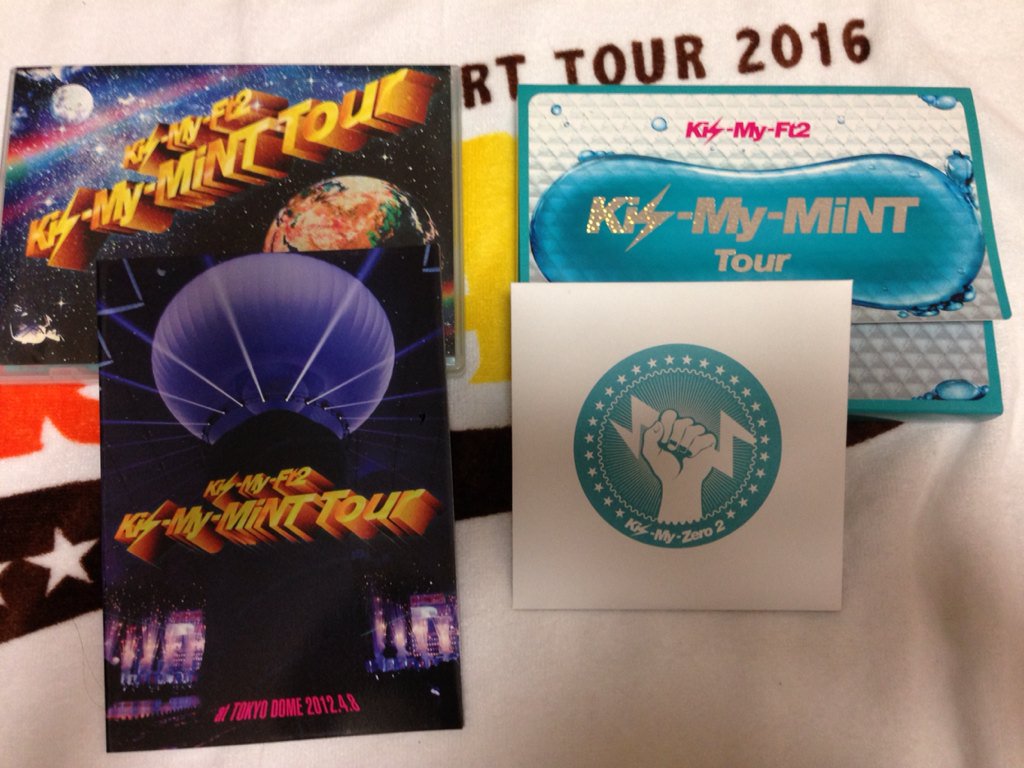 RT TOUR 2016
Kis-My-Ft2
Kis-My-MiNT Tour
Kis-My-Ft2
Kis-My-MiNT
Tour
Kis-My-Ft2
Kis-My-MiNT Tour
at TOKYO DOME 2012.4.8
Kis-My-Zero 2